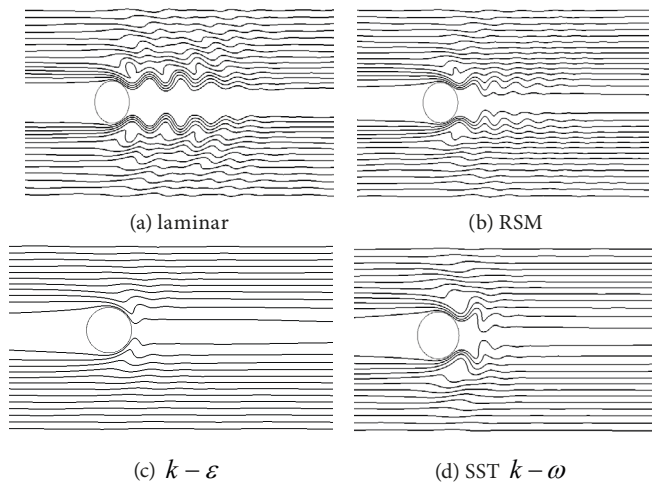 (a) laminar
(b) RSM
(c) k − ε
(d) SST k − ω